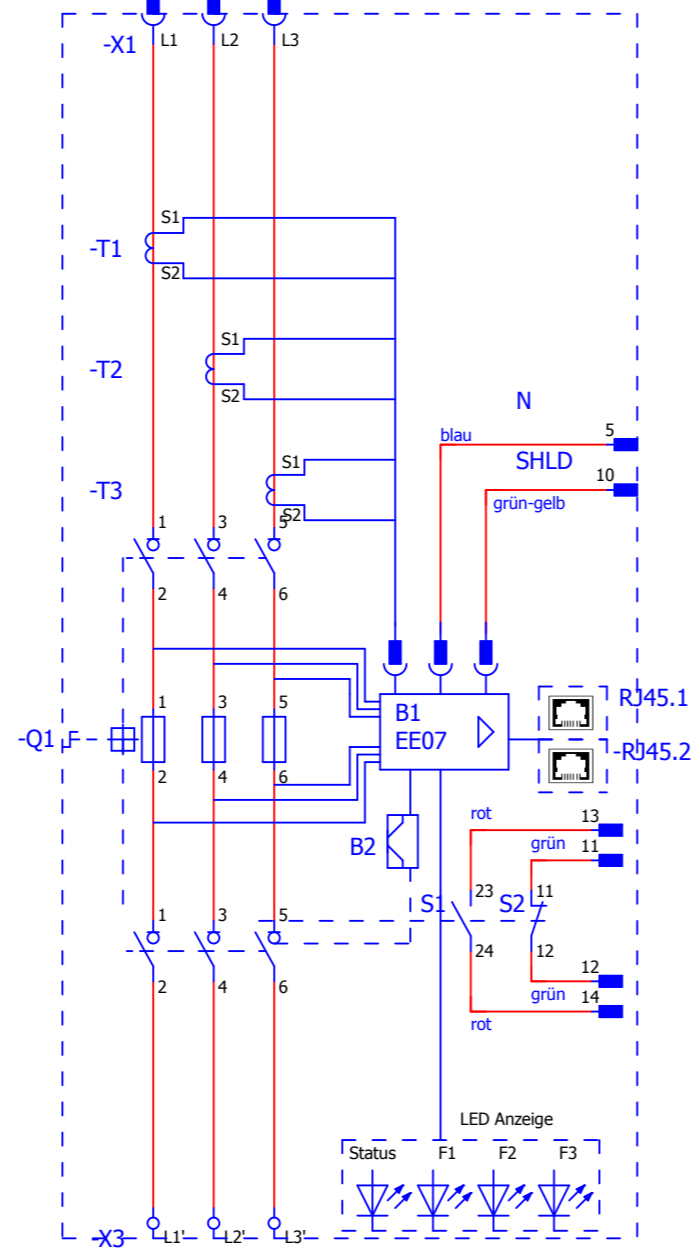 -X1 L1 L2 L3
S1
-T1
S2
S1
-T2
S2
N
blau 5
SHLD
S1 10
-T3
grün-gelb
S2
1 3 5
2 4 6
RJ45.1
1 3 5 B1
-Q1 EE07 -RJ45.2
2 4 6
rot 13
grün 11
B2
23 11
S1 S2
1 3 5
24 12
12
2 4 6 grün 14
rot
LED Anzeige
Status F1 F2 F3
-X3 L1' L2' L3'